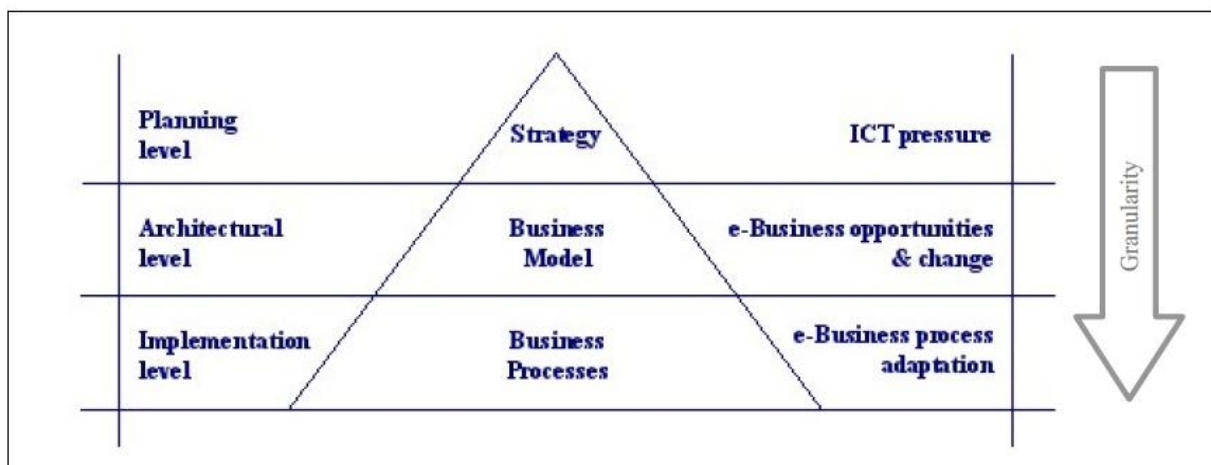 Planning
level
Strategy
ICT pressure
Architectural
level
Business
Model
e-Business opportunities
& change
Implementation
level
Business
Processes
e-Business process
adaptation
Granularity